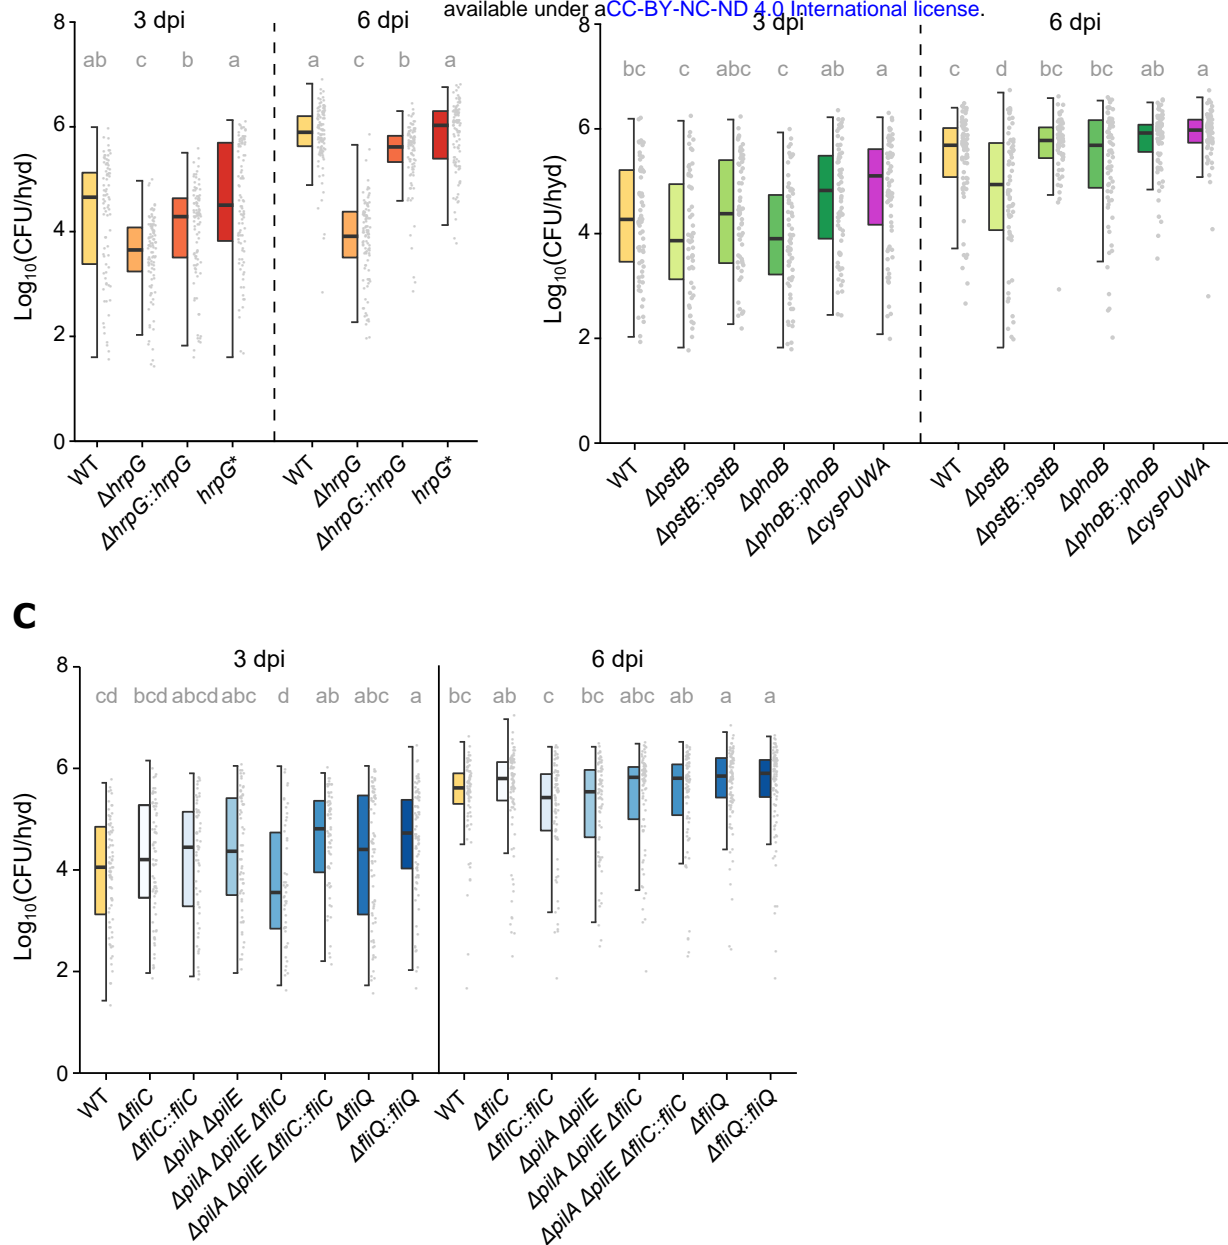 available under aCC-BY-NC-ND 4.0 International license.
3 dpi 6 dpi
ab c b a a c b a
8
6
4
2
0
Log10(CFU/hyd)
WT ΔhrpG ΔhrpG::hrpG hrpG* WT ΔhrpG ΔhrpG::hrpG hrpG*
3 dpi 6 dpi
bc c abc c ab a c d bc bc ab a
8
6
4
2
0
Log10(CFU/hyd)
WT ΔpstB ΔpstB::pstB ΔphoB ΔphoB::phoB ΔcysPUWA WT ΔpstB ΔpstB::pstB ΔphoB ΔphoB::phoB ΔcysPUWA
C
3 dpi 6 dpi
cd bcd abcd abc d ab abc a bc ab c bc abc ab a a
8
6
4
2
0
Log10(CFU/hyd)
WT ΔfliC ΔfliC::fliC ΔpilA ΔpilE ΔpilA ΔpilE ΔfliC ΔpilA ΔpilE ΔfliC::fliC ΔfliQ ΔfliQ::fliQ WT ΔfliC ΔfliC::fliC ΔpilA ΔpilE ΔpilA ΔpilE ΔfliC ΔpilA ΔpilE ΔfliC::fliC ΔfliQ ΔfliQ::fliQ